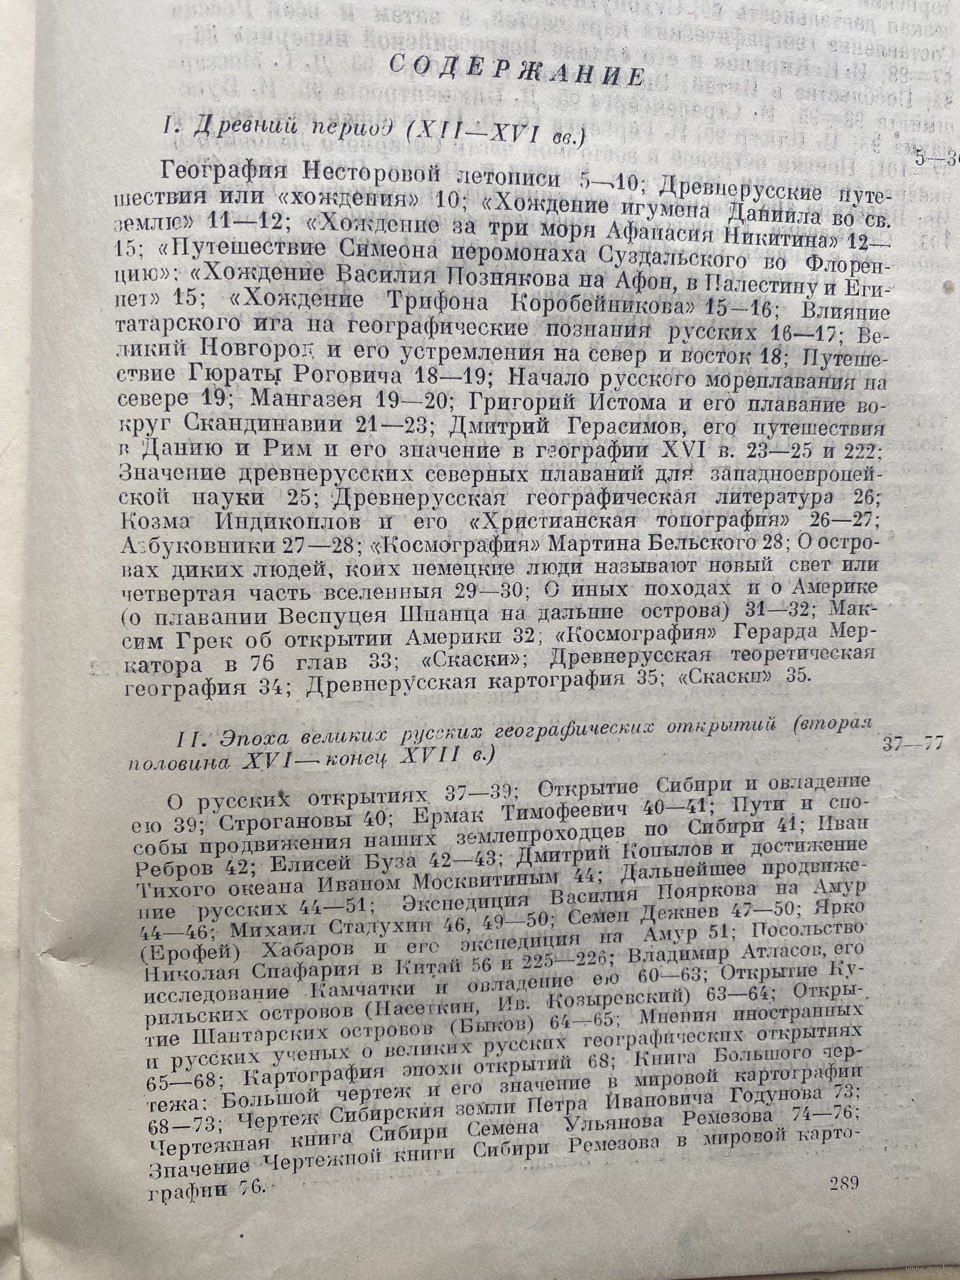 СОДЕРЖАНИЕ
I. Древний период (XII—XVI вв.)
5—36
География Несторовой летописи 5—10; Древнерусские путе-
шествия или «хождения» 10; «Хождение игумена Даниила во св.
землю» 11—12; «Хождение за три моря Афанасия Никитина» 12—
15; «Путешествие Симеона иеромонаха Суздальского во Флорен-
цию»; «Хождение Василия Познякова на Афон, в Палестину и Еги-
пет» 15; «Хождение Трифона Коробейникова» 15—16; Влияние
татарского ига на географические познания русских 16—17; Ве-
ликий Новгород и его устремления на север и восток 18; Путеше-
ствие Гюраты Роговича 18—19; Начало русского мореплавания на
севере 19; Мангазея 19—20; Григорий Истома и его плавание во-
круг Скандинавии 21—23; Дмитрий Герасимов, его путешествия
в Данию и Рим и его значение в географии XVI в. 23—25 и 222;
Значение древнерусских северных плаваний для западноевропей-
ской науки 25; Древнерусская географическая литература 26;
Козма Индикоплов и его «Христианская топография» 26—27;
Азбуковники 27—28; «Космография» Мартина Бельского 28; О остро-
вах диких людей, коих немецкие люди называют новый свет или
четвертая часть вселенныя 29—30; О иных походах и о Америке
(о плавании Веспуцея Шпанца на дальние острова) 31—32; Мак-
сим Грек об открытии Америки 32; «Космография» Герарда Мер-
катора в 76 глав 33; «Скаски»; Древнерусская теоретическая
география 34; Древнерусская картография 35; «Скаски» 35.
II. Эпоха великих русских географических открытий (вторая
половина XVI — конец XVII в.)
37—77
О русских открытиях 37—39; Открытие Сибири и овладение
ею 39; Строгановы 40; Ермак Тимофеевич 40—41; Пути и спо-
собы продвижения наших землепроходцев по Сибири 41; Иван
Ребров 42; Елисей Буза 42—43; Дмитрий Копылов и достижение
Тихого океана Иваном Москвитиным 44; Дальнейшее продвиже-
ние русских 44—51; Экспедиция Василия Пояркова на Амур
44—46; Михаил Стадухин 46, 49—50; Семен Дежнев 47—50; Ярко
(Ерофей) Хабаров и его экспедиция на Амур 51; Посольство
Николая Спафария в Китай 56 и 225—226; Владимир Атласов, его
исследование Камчатки и овладение ею 60—63; Открытие Ку-
рильских островов (Насеткин, Ив. Козыревский) 63—64; Откры-
тие Шантарских островов (Быков) 64—65; Мнения иностранных
и русских ученых о великих русских географических открытиях
65—68; Картография эпохи открытий 68; Книга Большого чер-
тежа; Большой чертеж и его значение в мировой картографии
68—73; Чертеж Сибирския земли Петра Ивановича Годунова 73;
Чертежная книга Сибири Семена Ульянова Ремезова 74—76;
Значение Чертежной книги Сибири Ремезова в мировой карто-
графии 76.
289